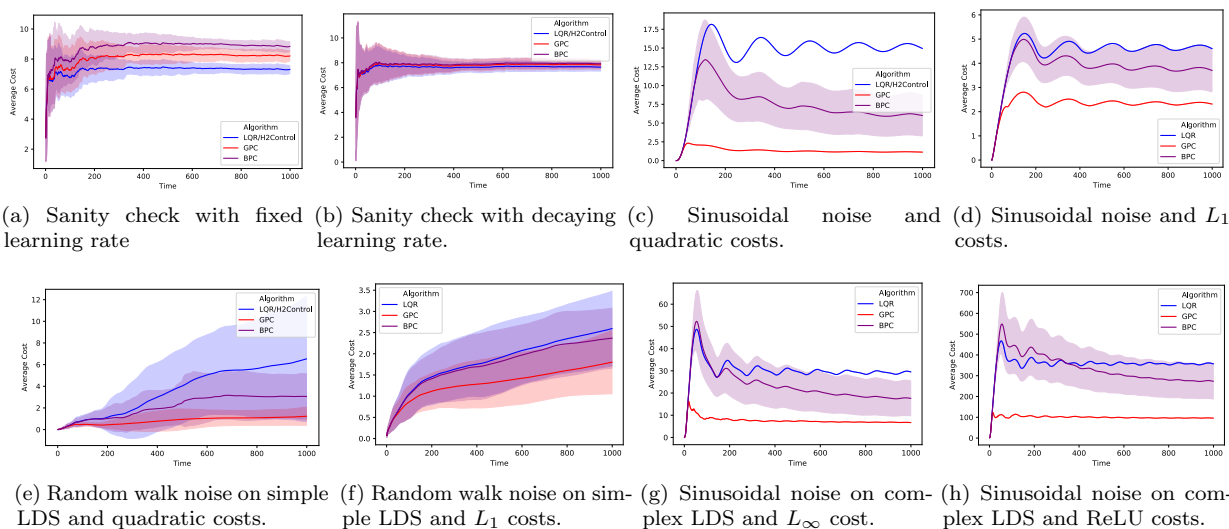 10
8
6
4
2
Average Cost
0 200 400 600 800 1000
Time
Algorithm
LQR/H2Control
GPC
BPC
10
8
6
4
2
0
Average Cost
0 200 400 600 800 1000
Time
Algorithm
LQR/H2Control
GPC
BPC
17.5
15.0
12.5
10.0
7.5
5.0
2.5
0.0
Average Cost
0 200 400 600 800 1000
Time
Algorithm
LQR/H2Control
GPC
BPC
6
5
4
3
2
1
0
Average Cost
0 200 400 600 800 1000
Time
Algorithm
LQR
GPC
BPC
(a) Sanity check with fixed
learning rate
(b) Sanity check with decaying
learning rate.
(c) Sinusoidal noise and
quadratic costs.
(d) Sinusoidal noise and L1
costs.
12
10
8
6
4
2
0
Average Cost
0 200 400 600 800 1000
Time
Algorithm
LQR/H2Control
GPC
BPC
3.5
3.0
2.5
2.0
1.5
1.0
0.5
0.0
Average Cost
0 200 400 600 800 1000
Time
Algorithm
LQR
GPC
BPC
60
50
40
30
20
10
0
Average Cost
0 200 400 600 800 1000
Time
Algorithm
LQR
GPC
BPC
700
600
500
400
300
200
100
0
Average Cost
0 200 400 600 800 1000
Time
Algorithm
LQR
GPC
BPC
(e) Random walk noise on simple
LDS and quadratic costs.
(f) Random walk noise on sim-
ple LDS and L1 costs.
(g) Sinusoidal noise on com-
plex LDS and L∞ cost.
(h) Sinusoidal noise on com-
plex LDS and ReLU costs.